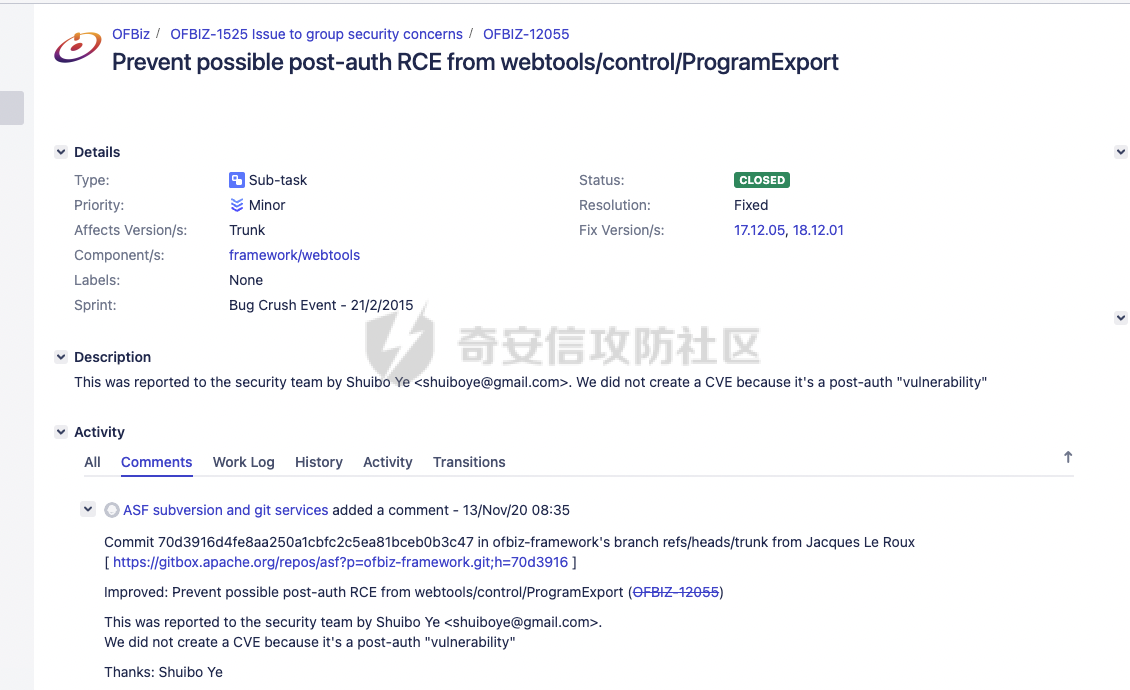 OFBiz / OFBIZ-1525 Issue to group security concerns / OFBIZ-12055
Prevent possible post-auth RCE from webtools/control/ProgramExport
Details
Type: Sub-task Status: CLOSED
Priority: Minor Resolution: Fixed
Affects Version/s: Trunk Fix Version/s: 17.12.05, 18.12.01
Component/s: framework/webtools
Labels: None
Sprint: Bug Crush Event - 21/2/2015
奇安信攻防社区
Description
This was reported to the security team by Shuibo Ye <shuiboye@gmail.com>. We did not create a CVE because it's a post-auth "vulnerability"
Activity
All Comments Work Log History Activity Transitions
ASF subversion and git services added a comment - 13/Nov/20 08:35
Commit 70d3916d4fe8aa250a1cbfc2c5ea81bceb0b3c47 in ofbiz-framework's branch refs/heads/trunk from Jacques Le Roux
[ https://gitbox.apache.org/repos/asf?p=ofbiz-framework.git;h=70d3916 ]
Improved: Prevent possible post-auth RCE from webtools/control/ProgramExport (OFBIZ-12055)
This was reported to the security team by Shuibo Ye <shuiboye@gmail.com>.
We did not create a CVE because it's a post-auth "vulnerability"
Thanks: Shuibo Ye